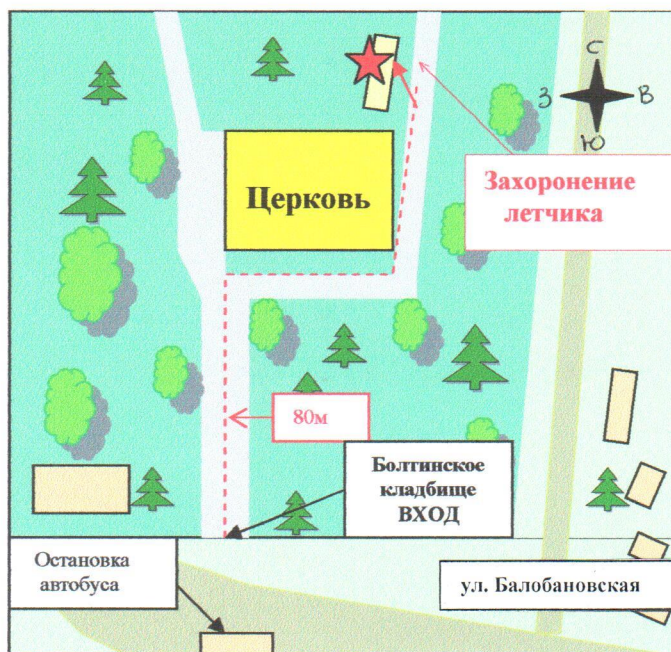 С
З
В
Ю
Захоронение
летчика
Церковь
80м
Болтинское
кладбище
ВХОД
Остановка
автобуса
ул. Балобановская